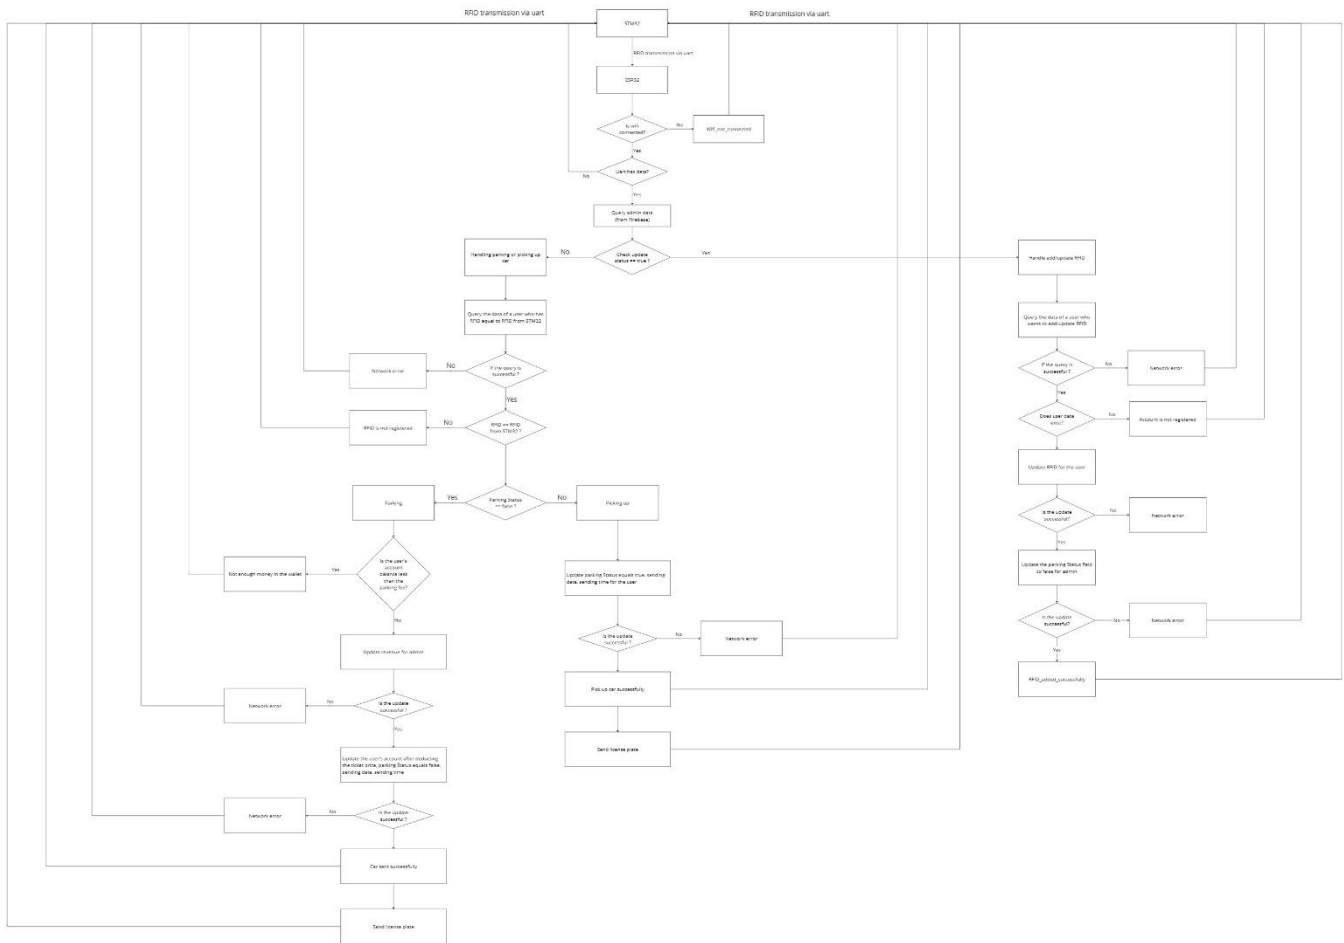 RFID transmission via uart
RFID transmission via uart
STM32
RFID transmission via uart
ESP32
Is wifi
connected?
No
Wifi_not_connected
Yes
Uart has data?
No
Yes
Query admin data
(from firebase)
Check update
status == true ?
No
Yes
Handling parking or picking up
car
Handle add/update RFID
Query the data of a user who has
RFID equal to RFID from STM32
Query the data of a user who
wants to add/update RFID
If the query is
successful ?
No
Network error
Yes
If the query is
successful ?
No
Network error
Yes
RFID == RFID
from STM32 ?
No
RFID is not registered
Does user data
exist?
No
Account is not registered
Update RFID for the user
Parking Status
== false ?
Yes
Parking
No
Picking up
Is the update
successful?
No
Network error
Yes
Is the user's
account
balance less
than the
parking fee?
Yes
Not enough money in the wallet
No
Update parking Status equals true, sending
date, sending time for the user
Update the parking Status field
to false for admin
Is the update
successful ?
No
Network error
Is the update
successful?
No
Network error
Yes
Update revenue for admin
Pick up car successfully
RFID_added_successfully
Is the update
successful ?
No
Network error
Yes
Send license plate
Update the user's account after deducting
the ticket price, parking Status equals false,
sending date, sending time
Is the update
successful ?
No
Network error
Car sent successfully
Send license plate